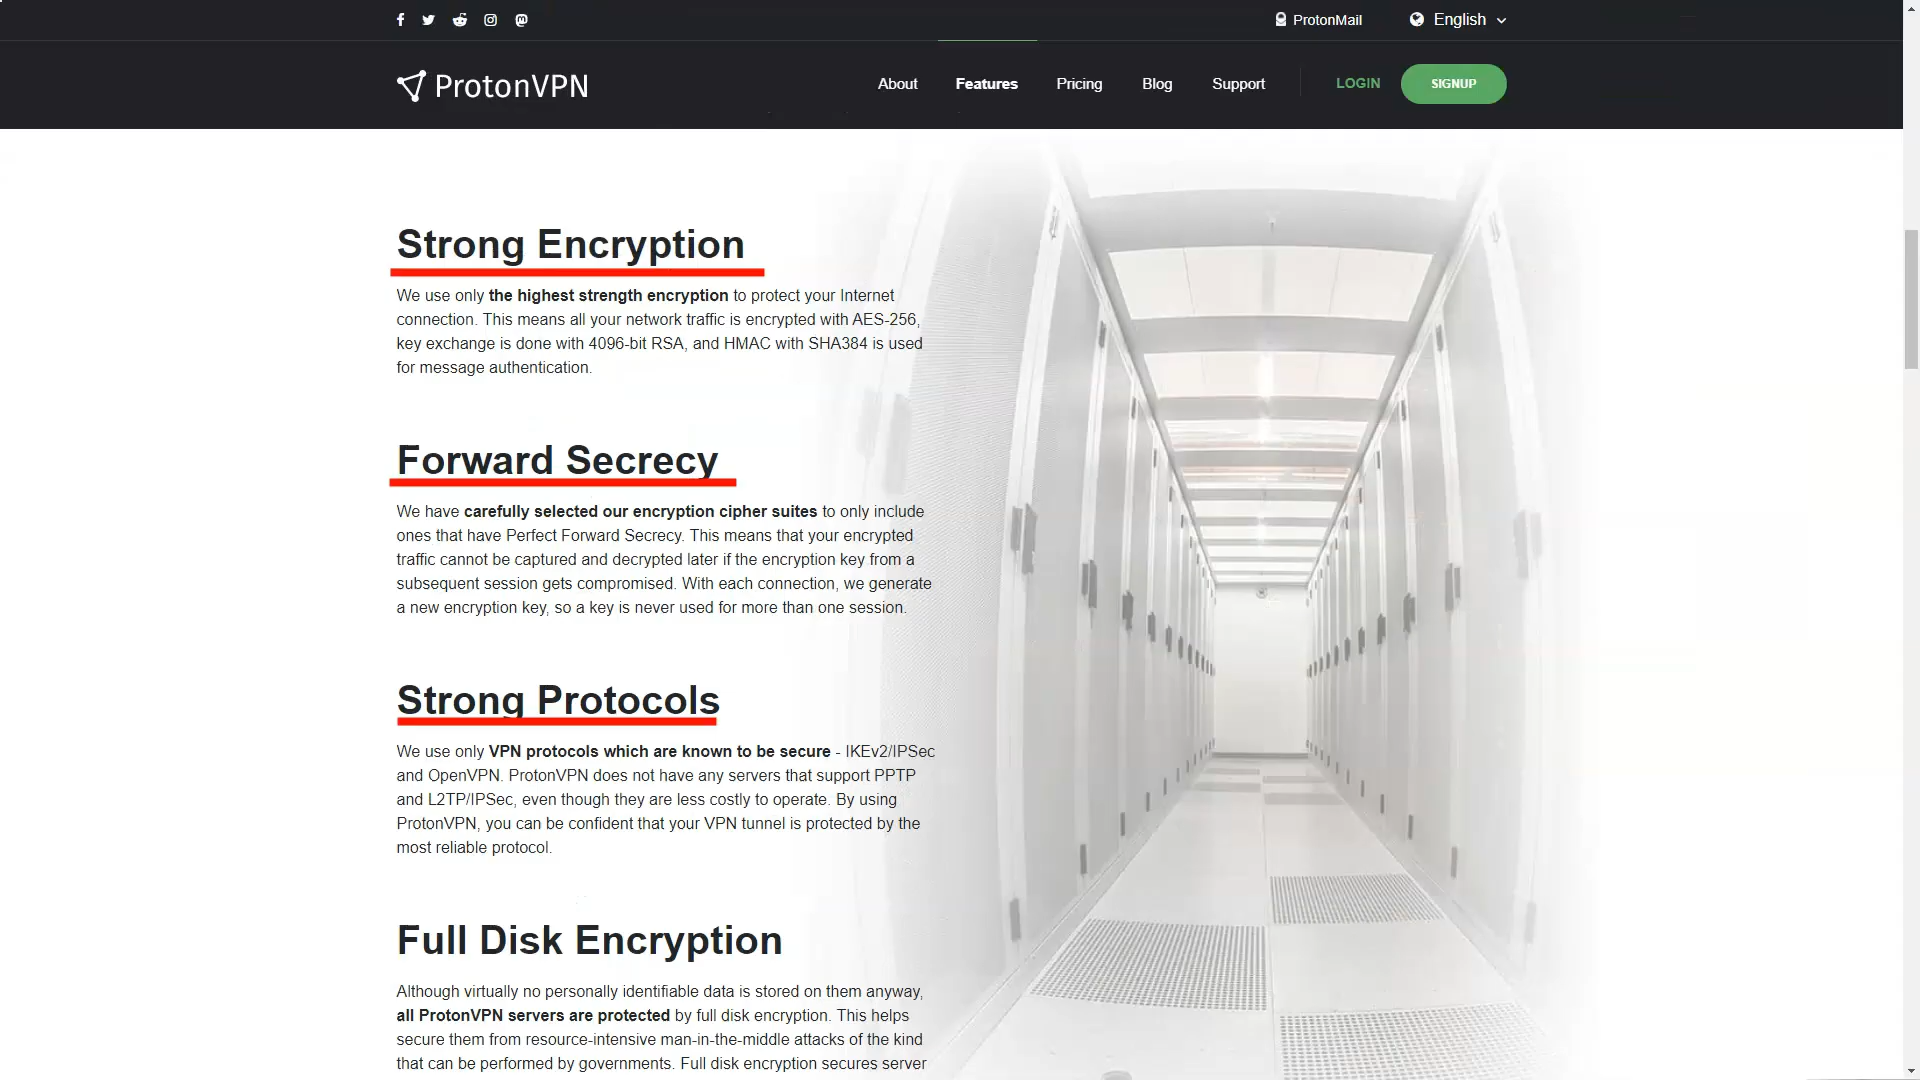 ProtonMail
English
ProtonVPN
About
Features
Pricing
Blog
Support
LOGIN
SIGNUP
Strong Encryption
We use only the highest strength encryption to protect your Internet
connection. This means all your network traffic is encrypted with AES-256,
key exchange is done with 4096-bit RSA, and HMAC with SHA384 is used
for message authentication.
Forward Secrecy
We have carefully selected our encryption cipher suites to only include
ones that have Perfect Forward Secrecy. This means that your encrypted
traffic cannot be captured and decrypted later if the encryption key from a
subsequent session gets compromised. With each connection, we generate
a new encryption key, so a key is never used for more than one session.
Strong Protocols
We use only VPN protocols which are known to be secure - IKEv2/IPSec
and OpenVPN. ProtonVPN does not have any servers that support PPTP
and L2TP/IPSec, even though they are less costly to operate. By using
ProtonVPN, you can be confident that your VPN tunnel is protected by the
most reliable protocol.
Full Disk Encryption
Although virtually no personally identifiable data is stored on them anyway,
all ProtonVPN servers are protected by full disk encryption. This helps
secure them from resource-intensive man-in-the-middle attacks of the kind
that can be performed by governments. Full disk encryption secures server